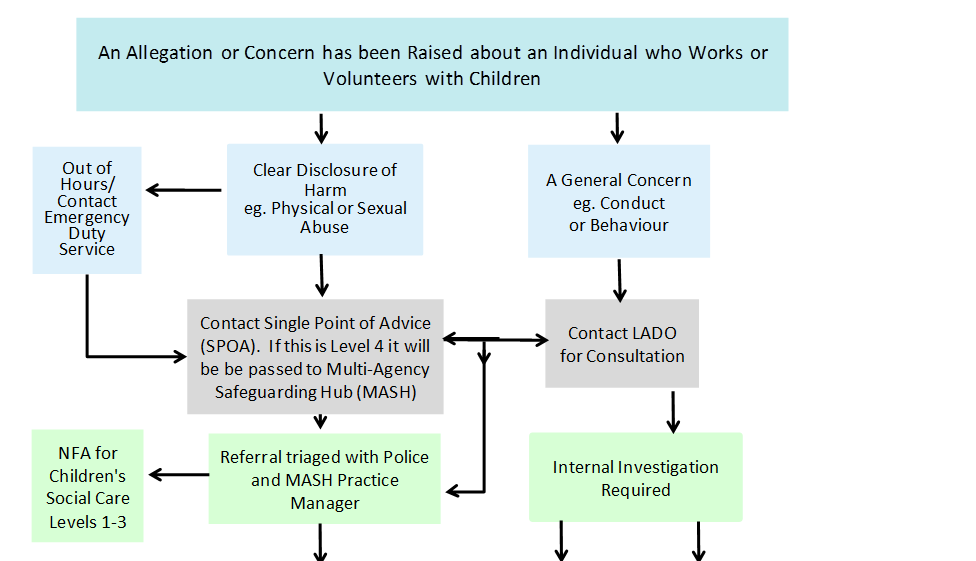 An Allegation or Concern has been Raised about an Individual who Works or
Volunteers with Children
Out of
Hours/
Contact
Emergency
Duty
Service
Clear Disclosure of
Harm
eg. Physical or Sexual
Abuse
A General Concern
eg. Conduct
or Behaviour
Contact Single Point of Advice
(SPOA).  If this is Level 4 it will
be be passed to Multi-Agency
Safeguarding Hub (MASH)
Contact LADO
for Consultation
NFA for
Children's
Social Care
Levels 1-3
Referral triaged with Police
and MASH Practice
Manager
Internal Investigation
Required